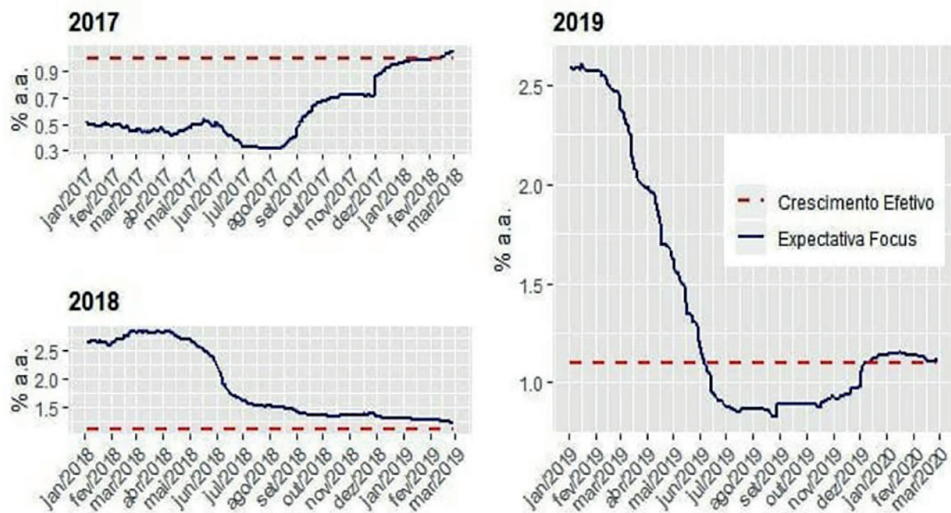 2017
% a.a.
0.9
0.7
0.5
0.3
jan/2017
fev/2017
mar/2017
abr/2017
mai/2017
jun/2017
jul/2017
ago/2017
set/2017
out/2017
nov/2017
dez/2017
jan/2018
fev/2018
mar/2018
2018
% a.a.
2.5
2.0
1.5
jan/2018
fev/2018
mar/2018
abr/2018
mai/2018
jun/2018
jul/2018
ago/2018
set/2018
out/2018
nov/2018
dez/2018
jan/2019
fev/2019
mar/2019
2019
% a.a.
2.5
2.0
1.5
1.0
Crescimento Efetivo
Expectativa Focus
jan/2019
fev/2019
mar/2019
abr/2019
mai/2019
jun/2019
jul/2019
ago/2019
set/2019
out/2019
nov/2019
dez/2019
jan/2020
fev/2020
mar/2020